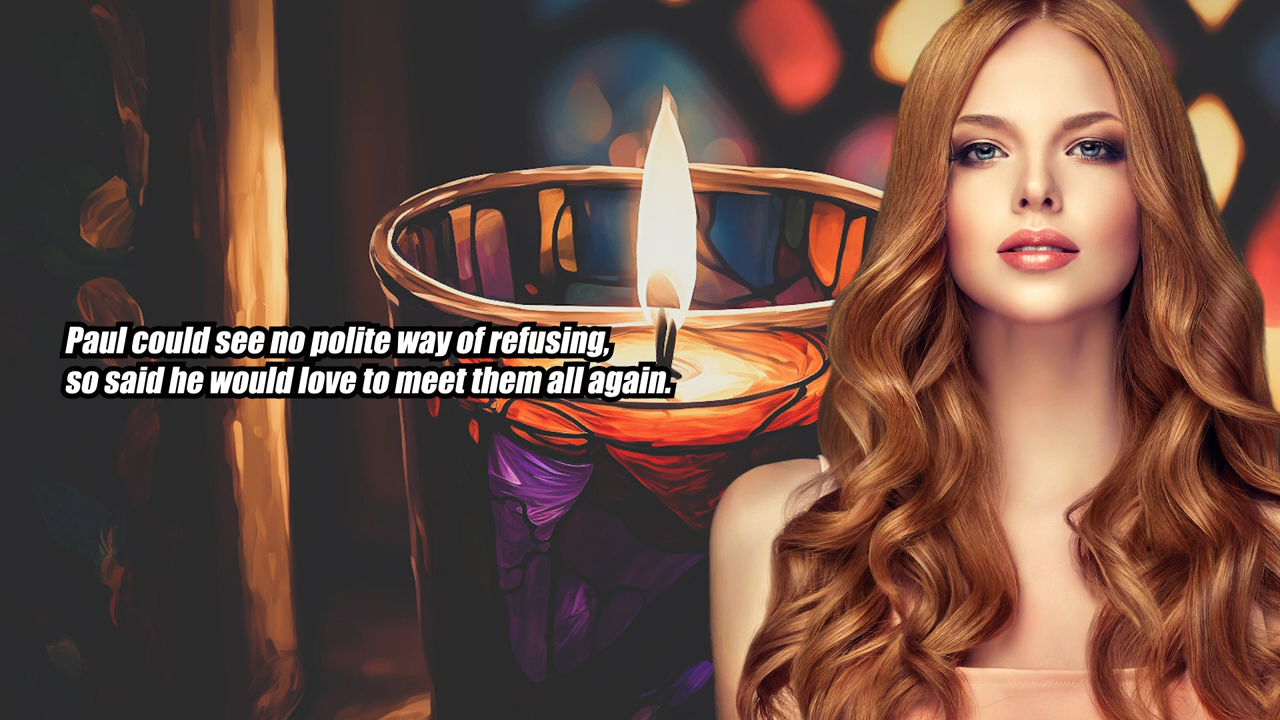 Paul could see no polite way of refusing,
so said he would love to meet them all again.